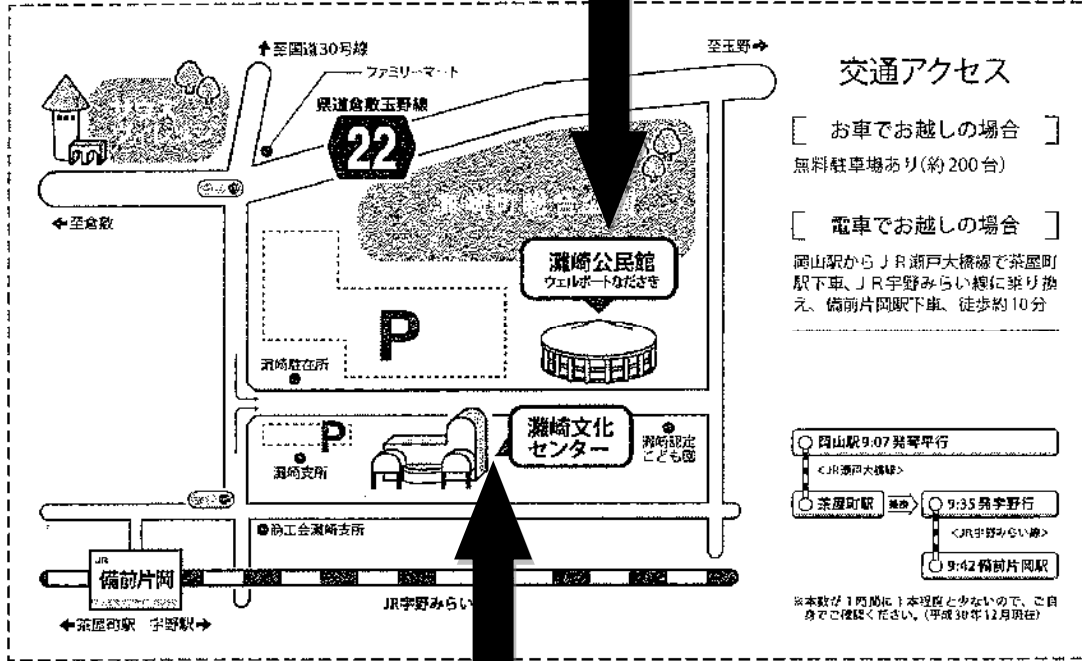 ↑至国道30号線
ファミリーマート
至玉野→
県道倉敷玉野線
22
←至倉敷
灘崎公民館
ウェルポートなださき
P
灘崎駐在所
P
灘崎支所
灘崎文化
センター
灘崎認定
こども園
商工会灘崎支所
JR
備前片岡
JR宇野みらい
←茶屋町駅 宇野駅→
交通アクセス
[ お車でお越しの場合 ]
無料駐車場あり(約200台)
[ 電車でお越しの場合 ]
岡山駅からJR瀬戸大橋線で茶屋町
駅下車、JR宇野みらい線に乗り換
え、備前片岡駅下車、徒歩約10分
岡山駅9:07発琴平行
<JR瀬戸大橋線>
茶屋町駅
乗換
9:35発宇野行
<JR宇野みらい線>
9:42備前片岡駅
※本数が1時間に1本程度と少ないので、ご自
身でご確認ください。(平成30年12月現在)